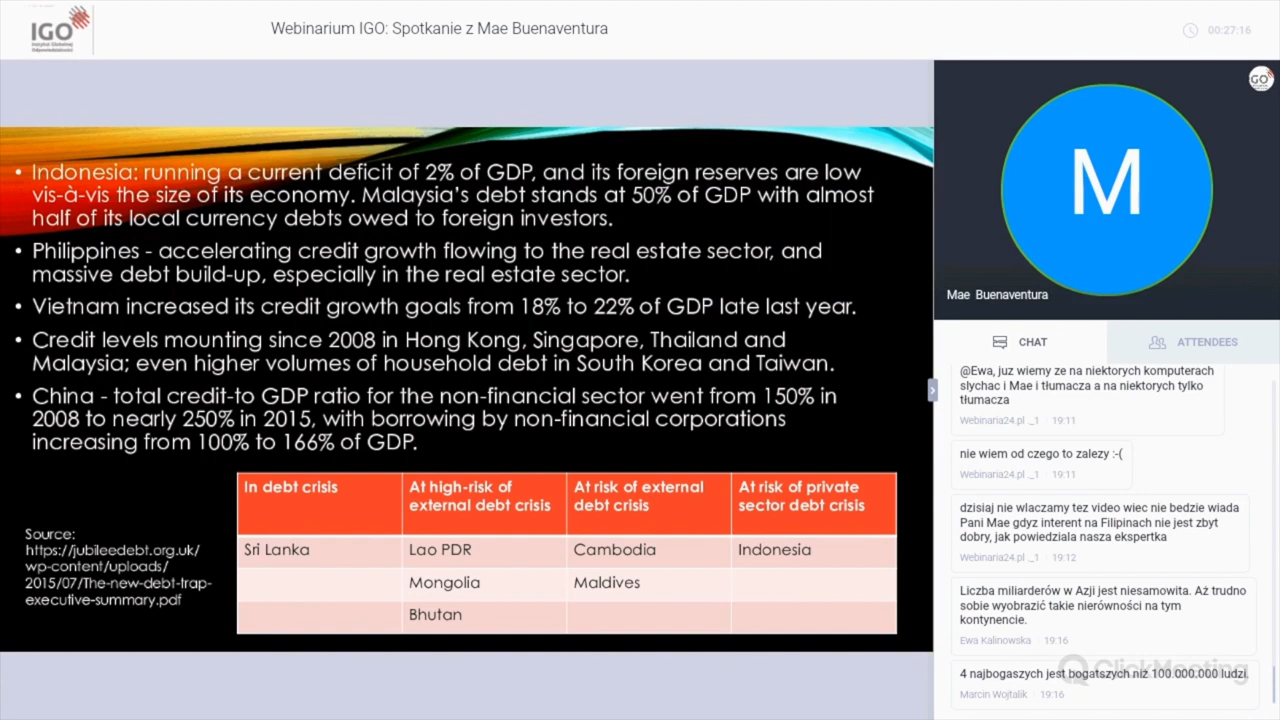 IGO
Instytut Globalnej
Odpowiedzialności
Webinarium IGO: Spotkanie z Mae Buenaventura
00:27:16
• Indonesia: running a current deficit of 2% of GDP, and its foreign reserves are low
vis-à-vis the size of its economy. Malaysia's debt stands at 50% of GDP with almost
half of its local currency debts owed to foreign investors.
• Philippines - accelerating credit growth flowing to the real estate sector, and
massive debt build-up, especially in the real estate sector.
• Vietnam increased its credit growth goals from 18% to 22% of GDP late last year.
• Credit levels mounting since 2008 in Hong Kong, Singapore, Thailand and
Malaysia; even higher volumes of household debt in South Korea and Taiwan.
• China - total credit-to GDP ratio for the non-financial sector went from 150% in
2008 to nearly 250% in 2015, with borrowing by non-financial corporations
increasing from 100% to 166% of GDP.
Source:
https://jubileedebt.org.uk/
wp-content/uploads/
2015/07/The-new-debt-trap-
executive-summary.pdf
In debt crisis
At high-risk of
external debt crisis
At risk of external
debt crisis
At risk of private
sector debt crisis
Sri Lanka
Lao PDR
Cambodia
Indonesia
Mongolia
Maldives
Bhutan
GO
M
Mae Buenaventura
CHAT
ATTENDEES
@Ewa, juz wiemy ze na niektorych komputerach
slychac i Mae i tłumacza a na niektorych tylko
tłumacza
Webinaria24.pl ._1 19:11
nie wiem od czego to zalezy :-(
Webinaria24.pl ._1 19:11
dzisiaj nie wlaczamy tez video wiec nie bedzie wiada
Pani Mae gdyz interent na Filipinach nie jest zbyt
dobry, jak powiedziala nasza ekspertka
Webinaria24.pl ._1 19:12
Liczba miliarderów w Azji jest niesamowita. Aż trudno
sobie wyobrazić takie nierówności na tym
kontynencie.
Ewa Kalinowska 19:16
4 najbogaszych jest bogatszych niż 100.000.000 ludzi.
Marcin Wojtalik 19:16
ClickMeeting